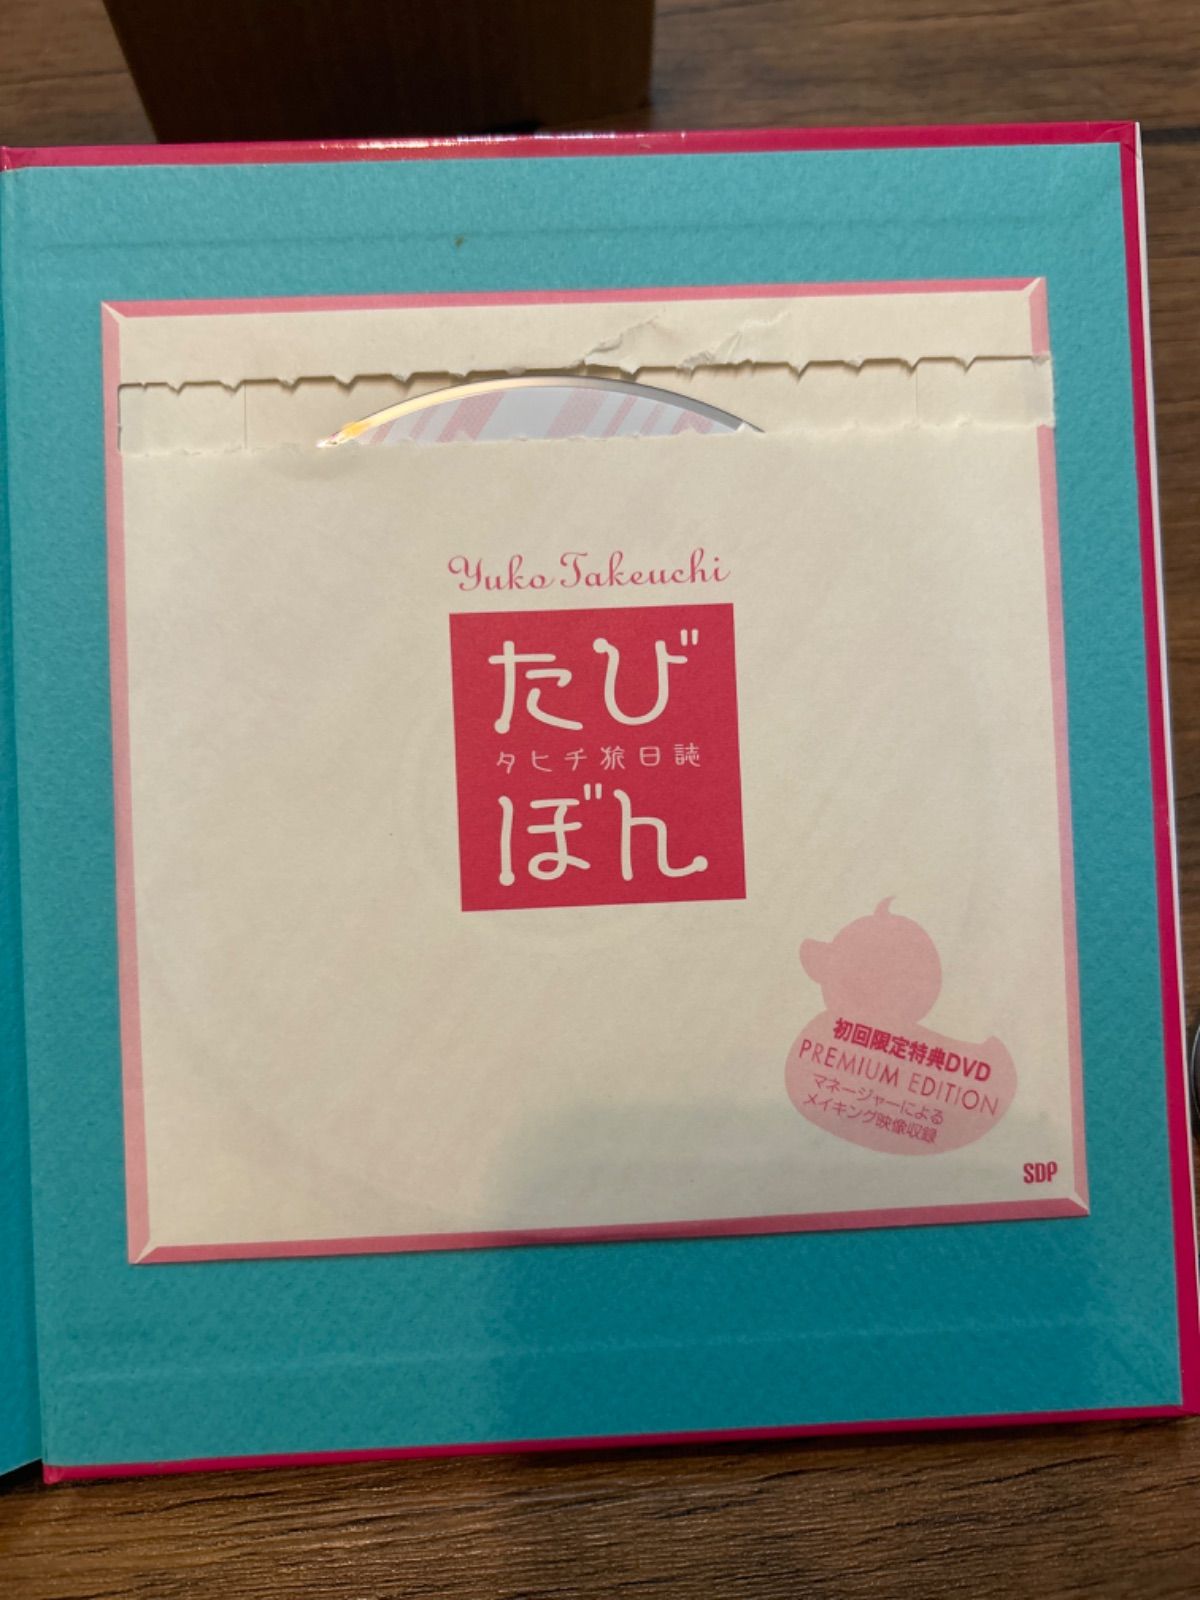 Yuko Takeuchi
たび
タヒチ旅日誌
ぼん
初回限定特典DVD
PREMIUM EDITION
マネージャーによる
メイキング映像収録
SDP